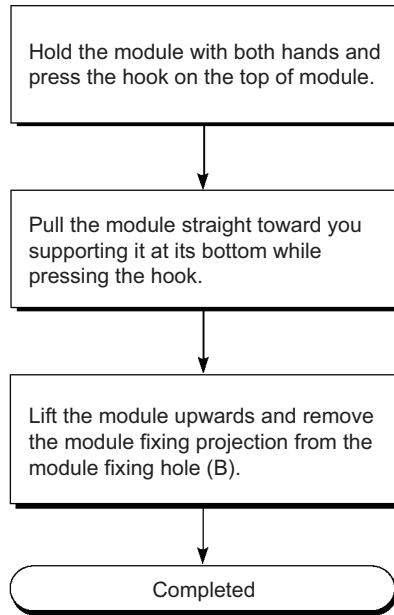 Hold the module with both hands and
press the hook on the top of module.
Pull the module straight toward you
supporting it at its bottom while
pressing the hook.
Lift the module upwards and remove
the module fixing projection from the
module fixing hole (B).
Completed